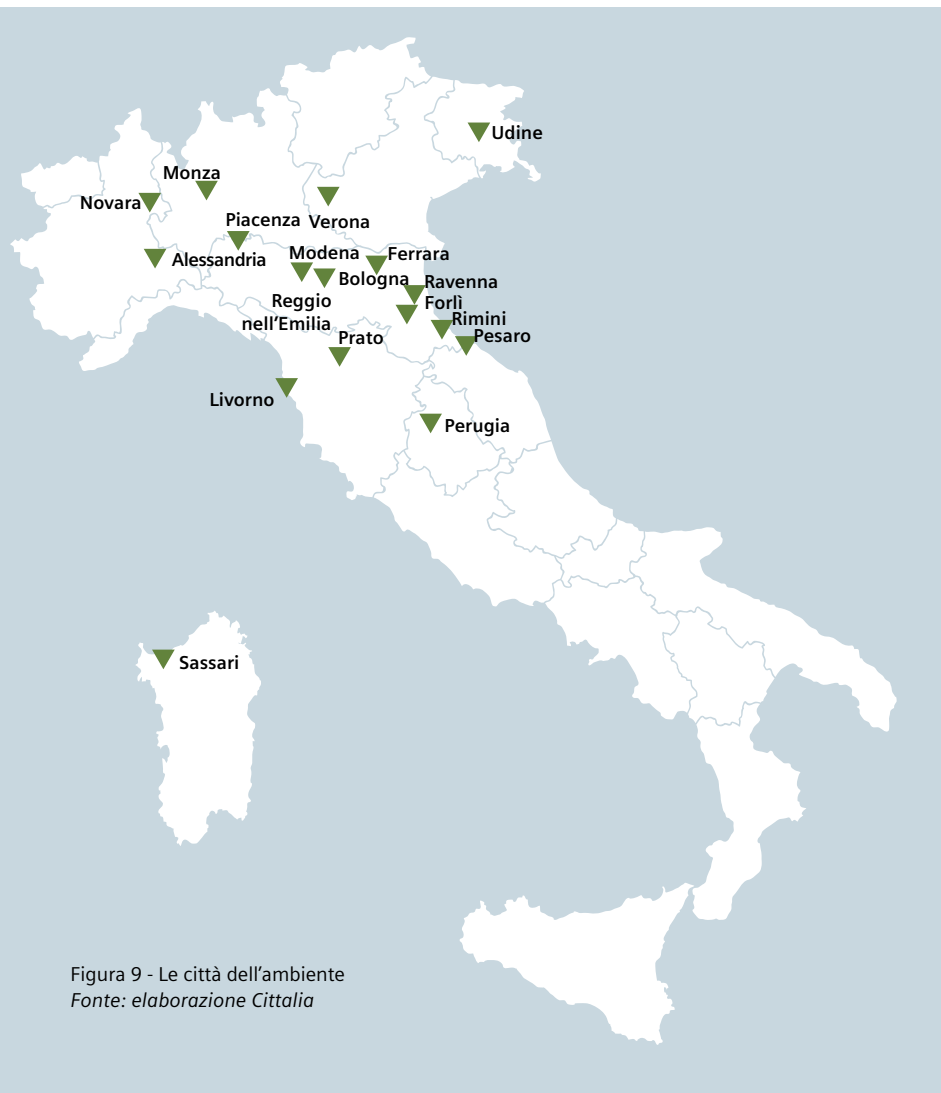 Udine
Monza
Novara
Piacenza
Verona
Alessandria
Modena
Ferrara
Bologna
Ravenna
Reggio
nell'Emilia
Forlì
Rimini
Prato
Pesaro
Livorno
Perugia
Sassari
Figura 9 - Le città dell'ambiente
Fonte: elaborazione Cittalia